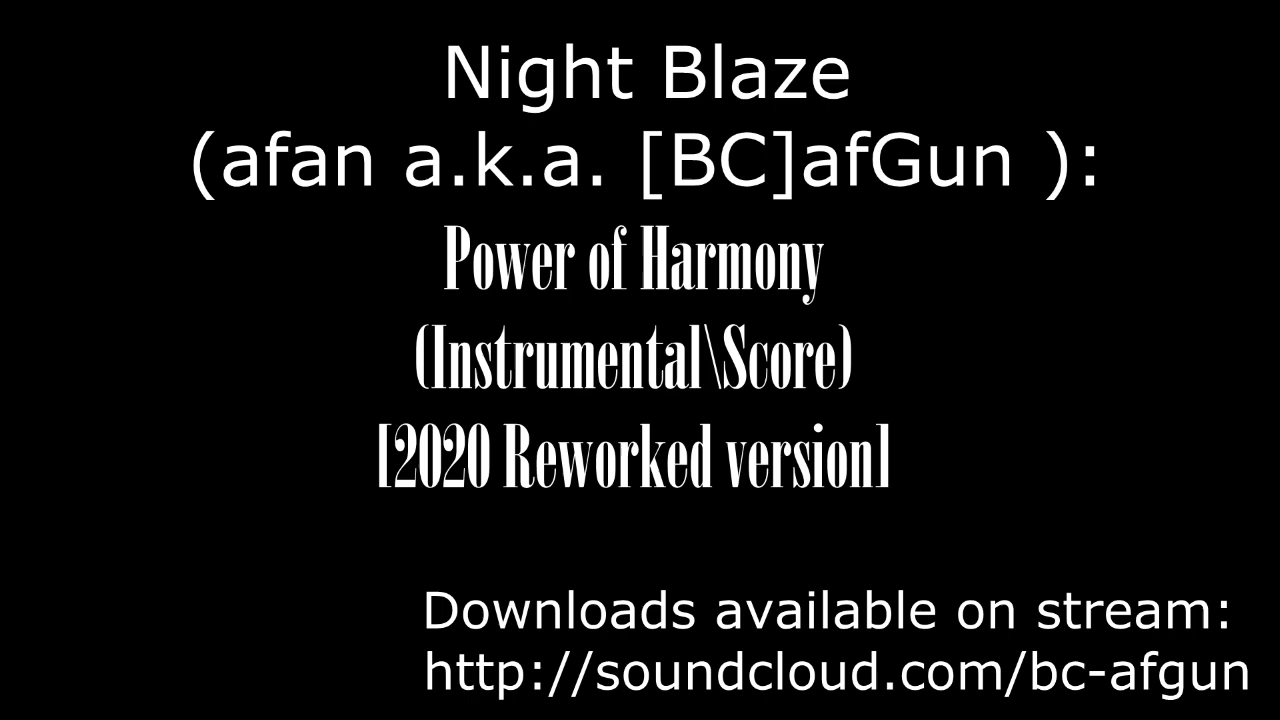 Night Blaze
(afan a.k.a. [BC]afGun ):
Power of Harmony
(Instrumental\Score)
[2020 Reworked version]
Downloads available on stream:
http://soundcloud.com/bc-afgun